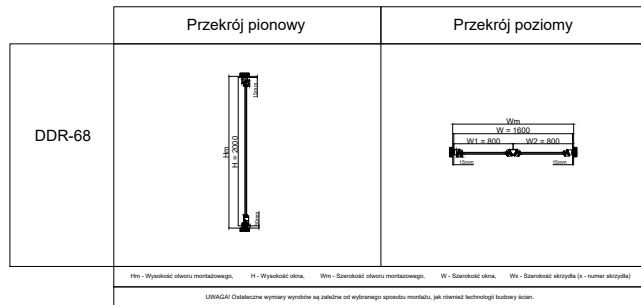 Przekrój pionowy
Przekrój poziomy
DDR-68
15mm
Hm
H = 2000
Wm
W = 1600
W1 = 800
W2 = 800
15mm
15mm
Hm - Wysokość otworu montażowego, H - Wysokość okna, Wm - Szerokość otworu montażowego, W - Szerokość okna, Wx - Szerokość skrzydła (x - numer skrzydła)
UWAGA! Ostateczne wymiary wyrobów są zależne od wybranego sposobu montażu, jak również technologii budowy ścian.